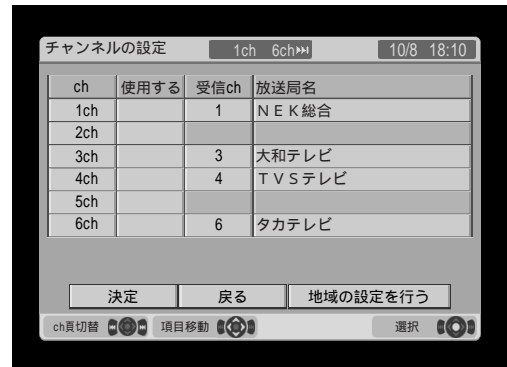 チャンネルの設定 1ch 6ch⏭ 10/8 18:10
ch 使用する 受信ch 放送局名
1ch 1 ＮＥＫ総合
2ch
3ch 3 大和テレビ
4ch 4 ＴＶＳテレビ
5ch
6ch 6 タカテレビ
決定 戻る 地域の設定を行う
ch頁切替 項目移動 選択